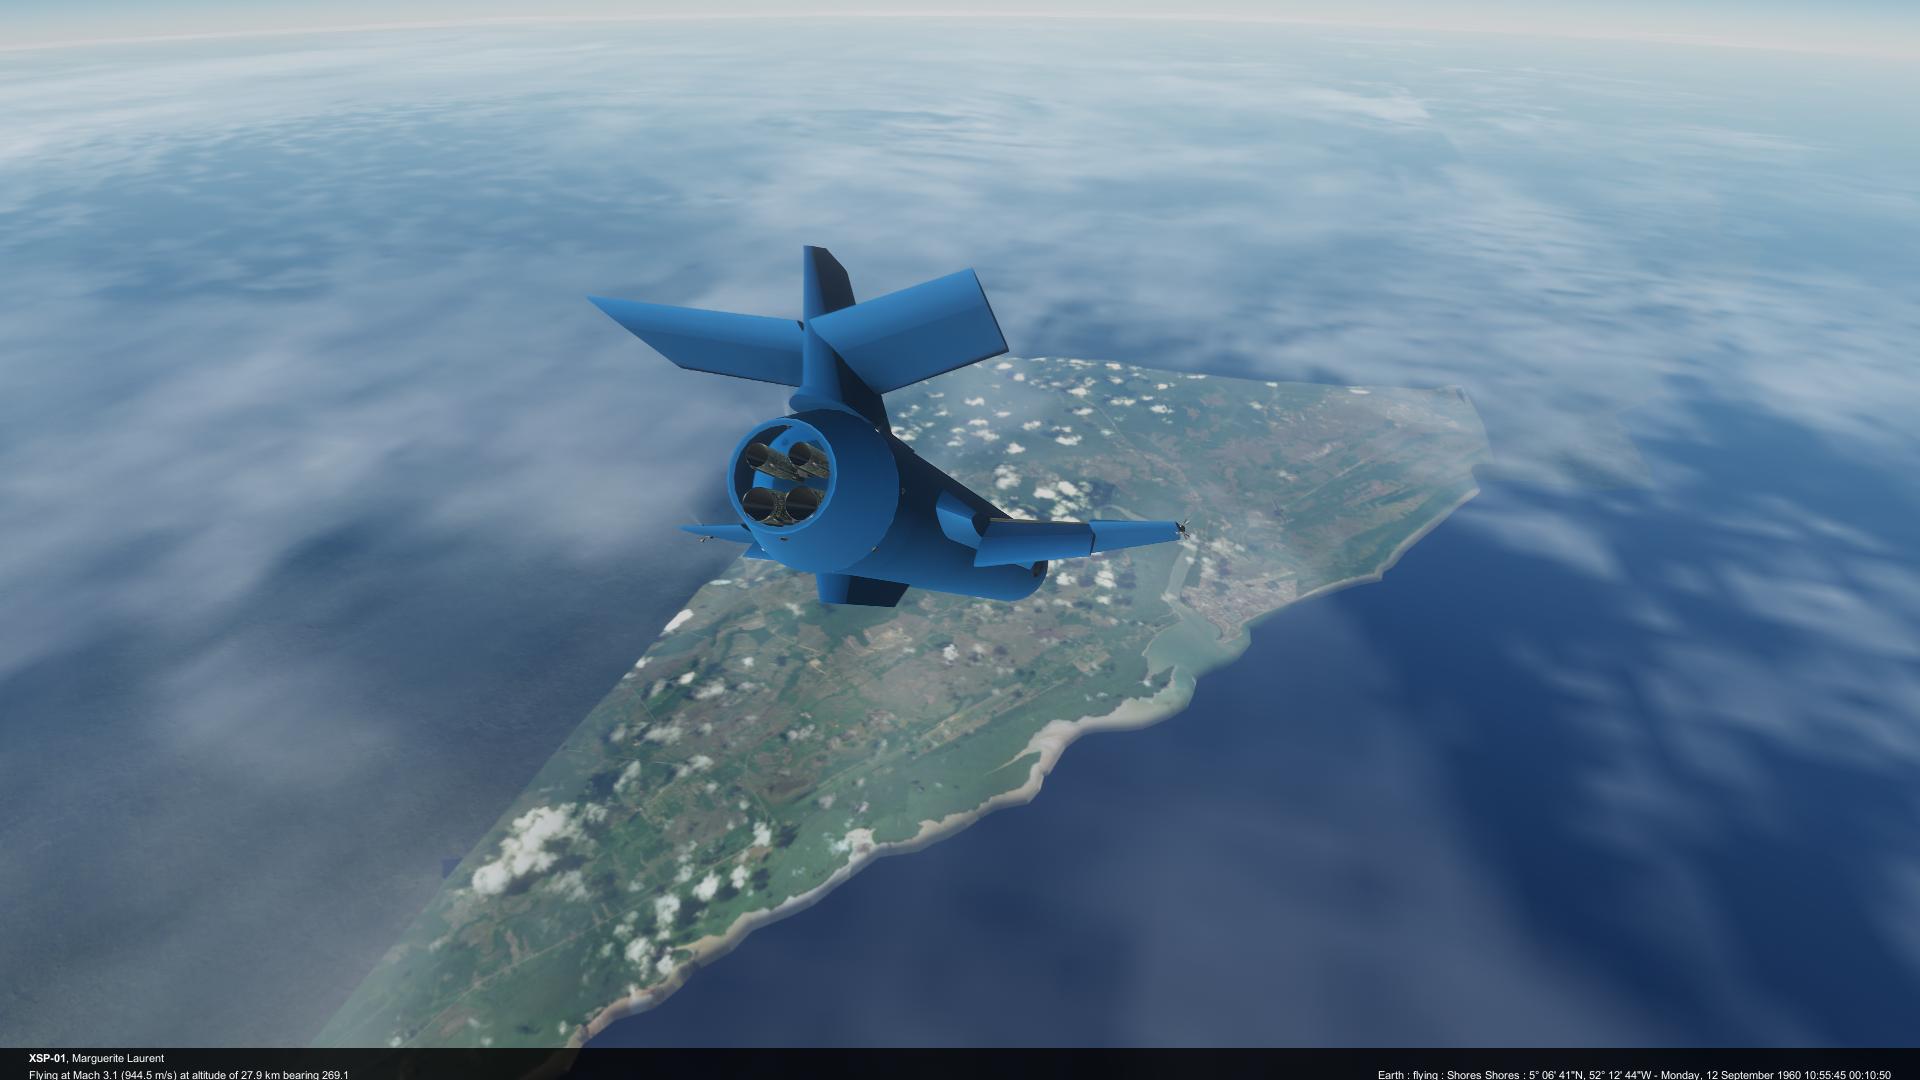 XSP-01, Marguerite Laurent
Flying at Mach 3.1 (944.5 m/s) at altitude of 27.9 km bearing 269.1
Earth : flying : Shores Shores : 5° 06' 41"N, 52° 12' 44"W - Monday, 12 September 1960 10:55:45 00:10:50